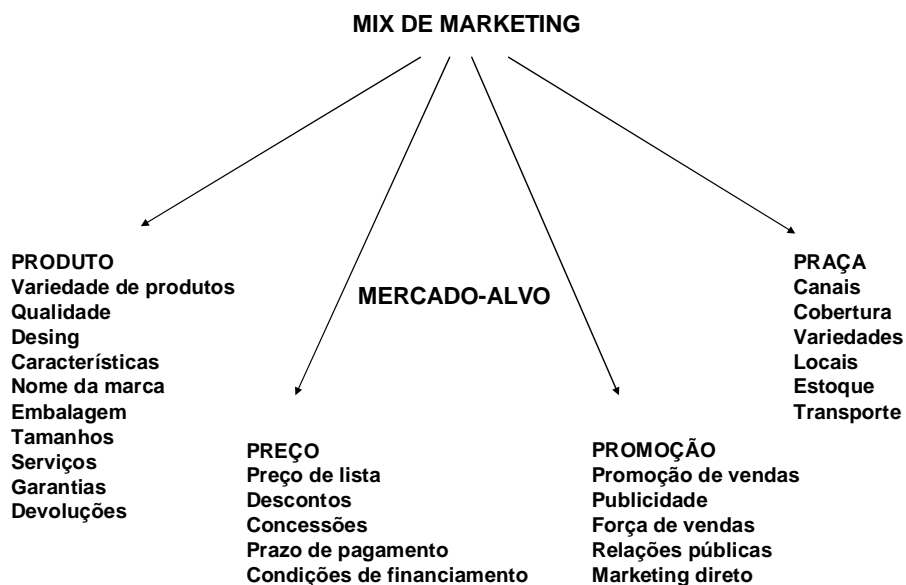 MIX DE MARKETING
PRODUTO
Variedade de produtos
Qualidade
Desing
Características
Nome da marca
Embalagem
Tamanhos
Serviços
Garantias
Devoluções
MERCADO-ALVO
PREÇO
Preço de lista
Descontos
Concessões
Prazo de pagamento
Condições de financiamento
PROMOÇÃO
Promoção de vendas
Publicidade
Força de vendas
Relações públicas
Marketing direto
PRAÇA
Canais
Cobertura
Variedades
Locais
Estoque
Transporte